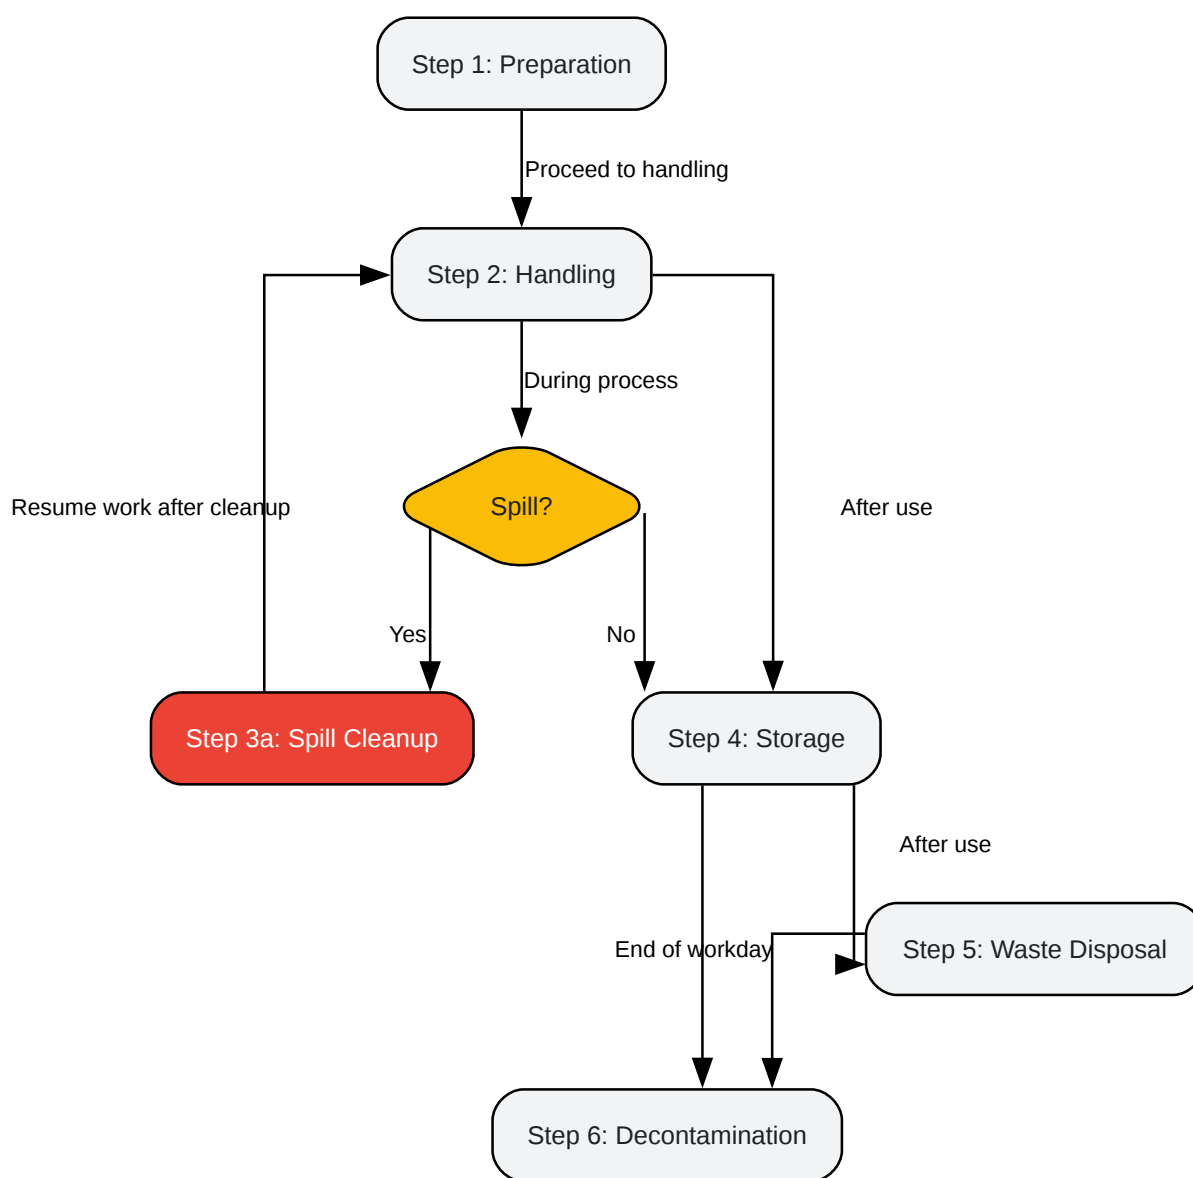 Step 1: Preparation
Proceed to handling
Step 2: Handling
During process
Resume work after cleanup
Spill?
After use
Yes
No
Step 3a: Spill Cleanup
Step 4: Storage
After use
End of workday
Step 5: Waste Disposal
Step 6: Decontamination